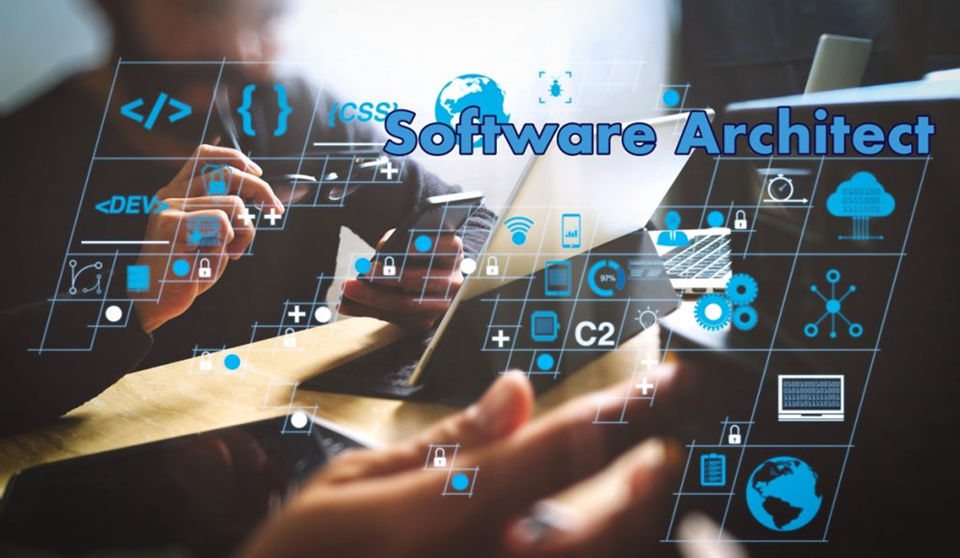 </>
{ }
{CSS}
Software Architect
<DEV>
97%
C2